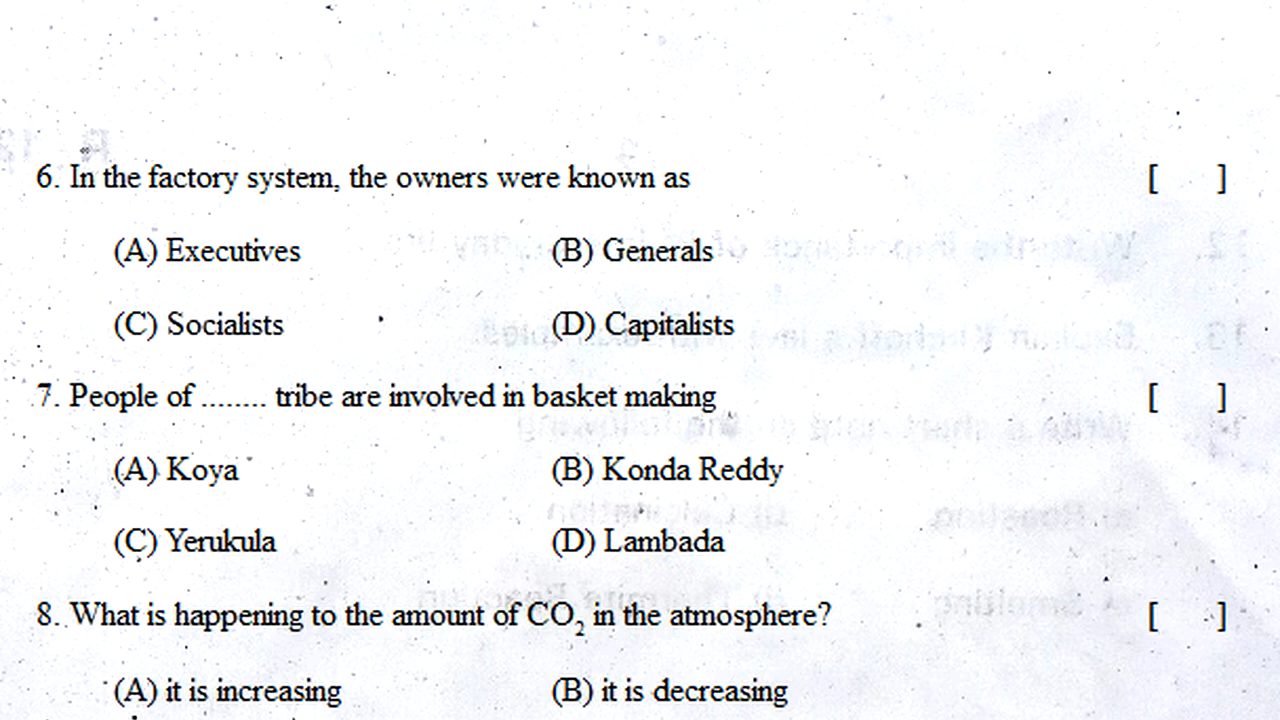 6. In the factory system, the owners were known as [ ]
(A) Executives (B) Generals
(C) Socialists (D) Capitalists
7. People of ........ tribe are involved in basket making [ ]
(A) Koya (B) Konda Reddy
(C) Yerukula (D) Lambada
8. What is happening to the amount of CO₂ in the atmosphere? [ ]
(A) it is increasing (B) it is decreasing